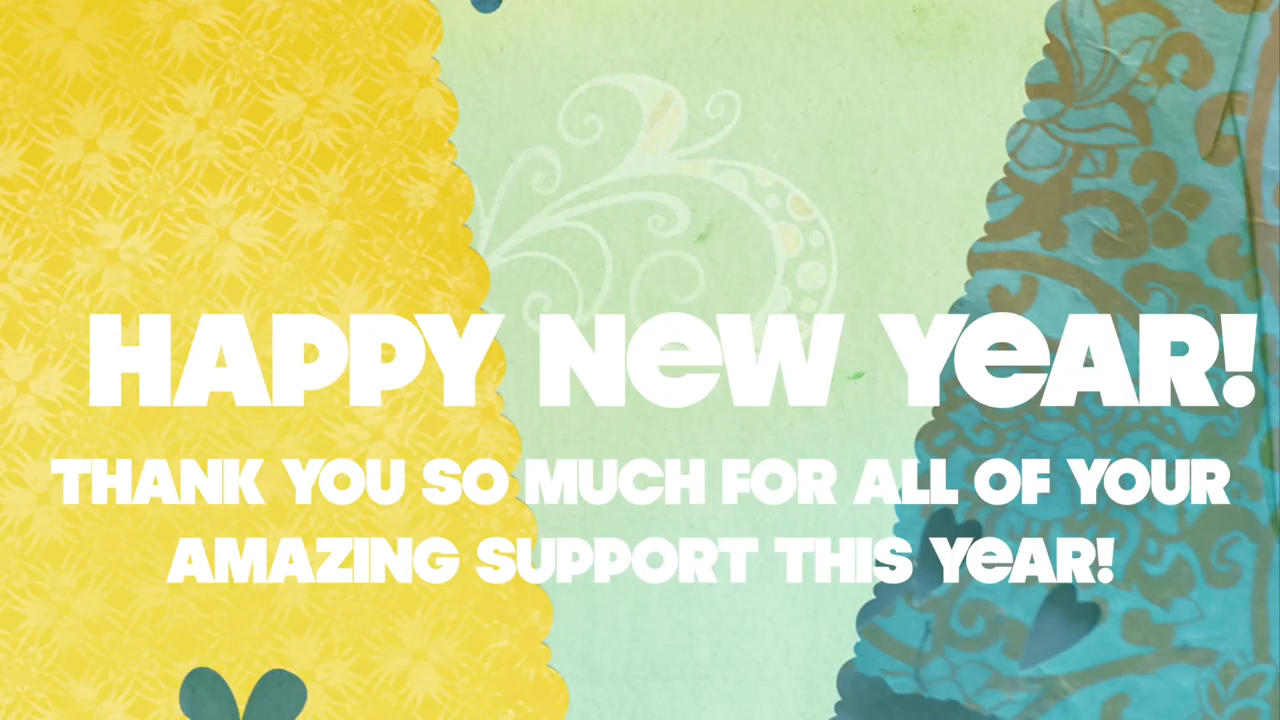 HAPPY NeW YeAR!
THANK YOU SO MUCH FOR ALL OF YOUR
AMAZING SUPPORT THIS YeAR!